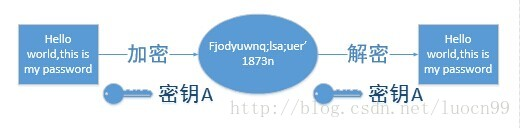 Hello
world,this is
my password
加密
密钥A
Fjodyuwnq;lsa;uer’
1873n
解密
密钥A
Hello
world,this is
my password
http://blog.csdn.net/luocn99